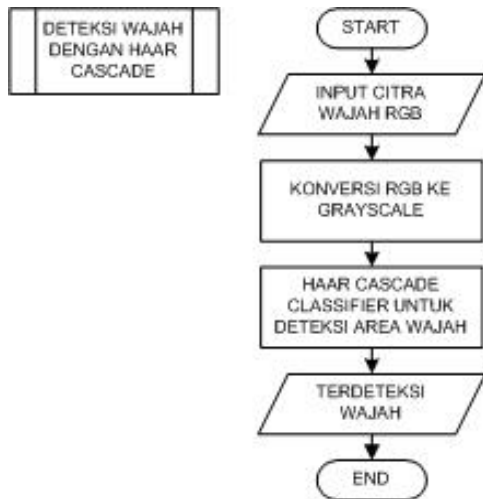 DETEKSI WAJAH
DENGAN HAAR
CASCADE
START
INPUT CITRA
WAJAH RGB
KONVERSI RGB KE
GRAYSCALE
HAAR CASCADE
CLASSIFIER UNTUK
DETEKSI AREA WAJAH
TERDETEKSI
WAJAH
END